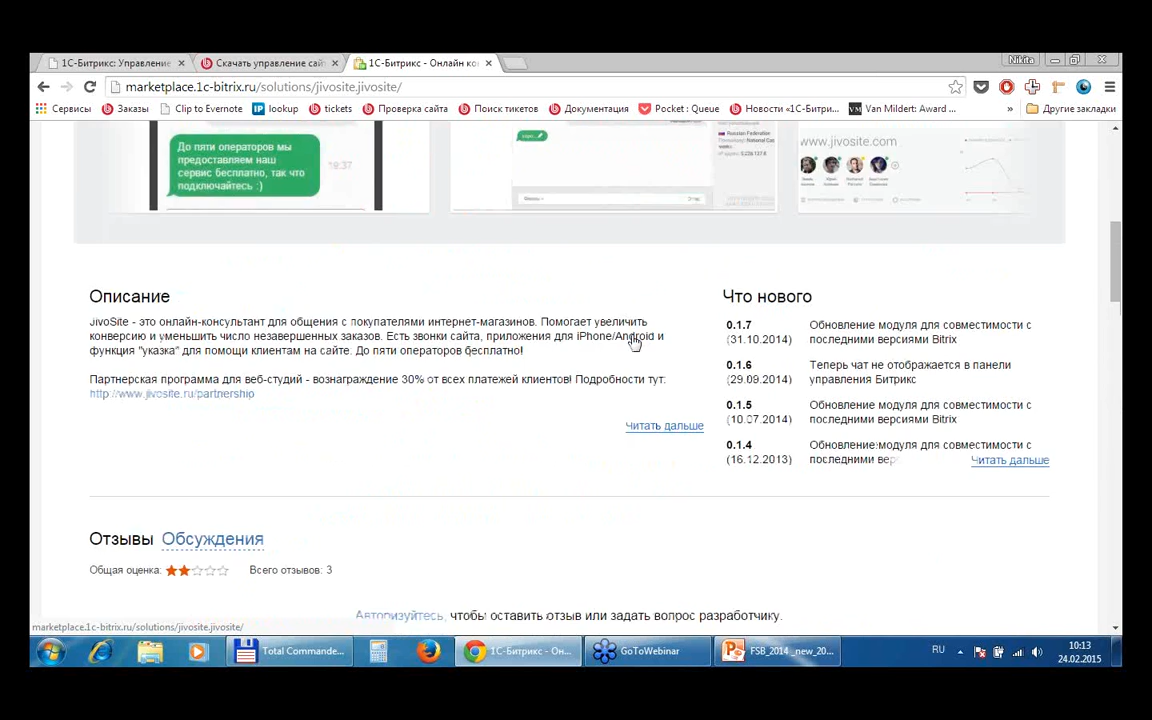 1С-Битрикс: Управление
Скачать управление сай
1С-Битрикс - Онлайн ко
Nikita
marketplace.1c-bitrix.ru/solutions/jivosite.jivosite/
Сервисы
Заказы
Clip to Evernote
IP lookup
tickets
Проверка сайта
Поиск тикетов
Документация
Pocket : Queue
Новости «1С-Битри...
VM Van Mildert: Award ...
»
Другие закладки
До пяти операторов мы
предоставляем наш
сервис бесплатно, так что
подключайтесь :)
19:37
Russian Federation
www.jivosite.com
Описание
JivoSite - это онлайн-консультант для общения с покупателями интернет-магазинов. Помогает увеличить
конверсию и уменьшить число незавершенных заказов. Есть звонки сайта, приложения для iPhone/Android и
функция "указка" для помощи клиентам на сайте. До пяти операторов бесплатно!
Партнерская программа для веб-студий - вознаграждение 30% от всех платежей клиентов! Подробности тут:
http://www.jivosite.ru/partnership
Читать дальше
Что нового
0.1.7
(31.10.2014)
Обновление модуля для совместимости с
последними версиями Bitrix
0.1.6
(29.09.2014)
Теперь чат не отображается в панели
управления Битрикс
0.1.5
(10.07.2014)
Обновление модуля для совместимости с
последними версиями Bitrix
0.1.4
(16.12.2013)
Обновление модуля для совместимости с
последними вер
Читать дальше
Отзывы Обсуждения
Общая оценка:
Всего отзывов: 3
Авторизуйтесь, чтобы оставить отзыв или задать вопрос разработчику.
marketplace.1c-bitrix.ru/solutions/jivosite.jivosite/
Total Commande...
1С-Битрикс - Он...
GoToWebinar
FSB_2014 _new_20...
RU
10:13
24.02.2015